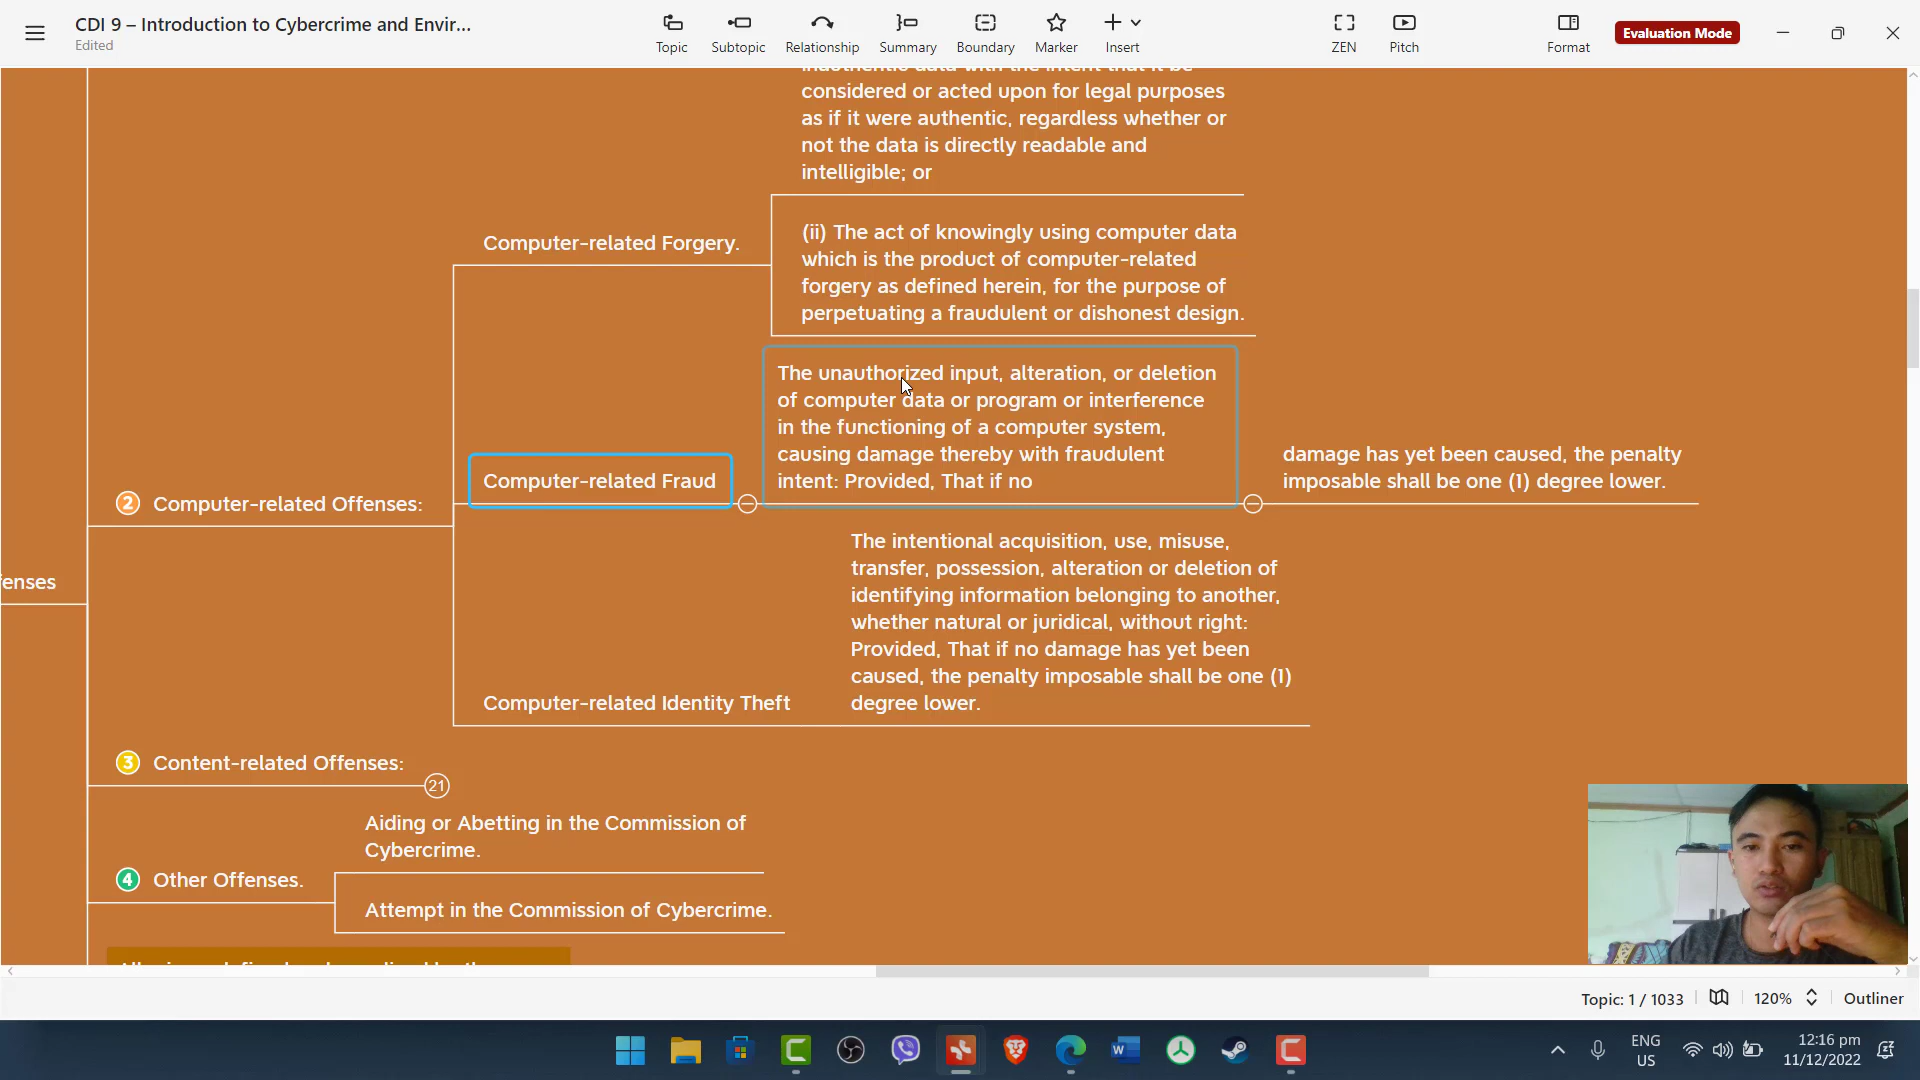 CDI 9 – Introduction to Cybercrime and Envir...
Edited
Topic
Subtopic
Relationship
Summary
Boundary
Marker
Insert
ZEN
Pitch
Format
Evaluation Mode
inauthentic data with the intent that it be
considered or acted upon for legal purposes
as if it were authentic, regardless whether or
not the data is directly readable and
intelligible; or
Computer-related Forgery.
(ii) The act of knowingly using computer data
which is the product of computer-related
forgery as defined herein, for the purpose of
perpetuating a fraudulent or dishonest design.
The unauthorized input, alteration, or deletion
of computer data or program or interference
in the functioning of a computer system,
causing damage thereby with fraudulent
intent: Provided, That if no
damage has yet been caused, the penalty
imposable shall be one (1) degree lower.
Computer-related Fraud
2 Computer-related Offenses:
The intentional acquisition, use, misuse,
transfer, possession, alteration or deletion of
identifying information belonging to another,
whether natural or juridical, without right:
Provided, That if no damage has yet been
caused, the penalty imposable shall be one (1)
degree lower.
Computer-related Identity Theft
fenses
3 Content-related Offenses:
21
Aiding or Abetting in the Commission of
Cybercrime.
4 Other Offenses.
Attempt in the Commission of Cybercrime.
Topic: 1 / 1033
120%
Outliner
ENG
US
12:16 pm
11/12/2022